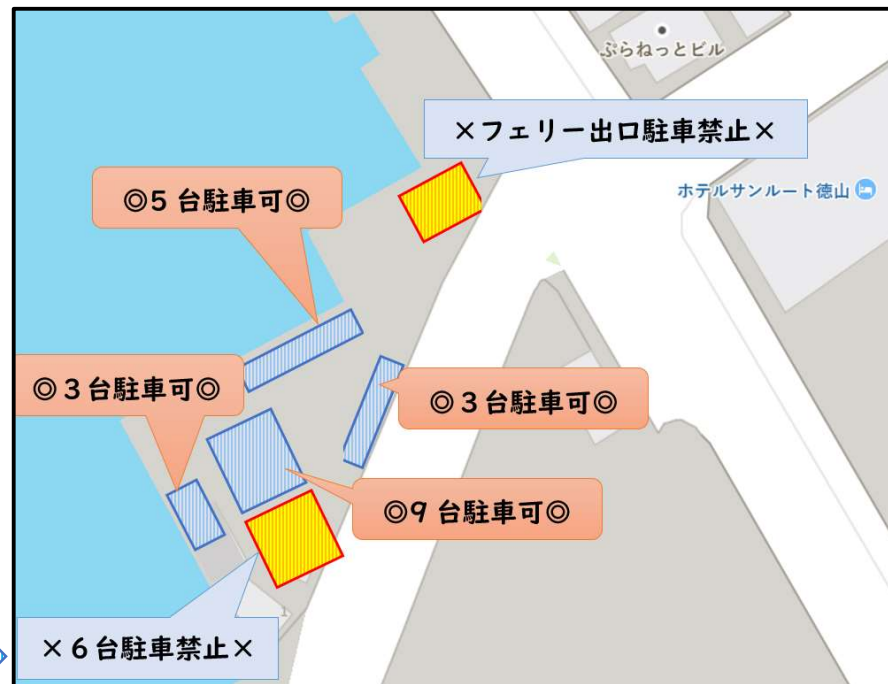 ぷらねっとビル
×フェリー出口駐車禁止×
ホテルサンルート徳山
◎5台駐車可◎
◎3台駐車可◎
◎3台駐車可◎
◎9台駐車可◎
×6台駐車禁止×